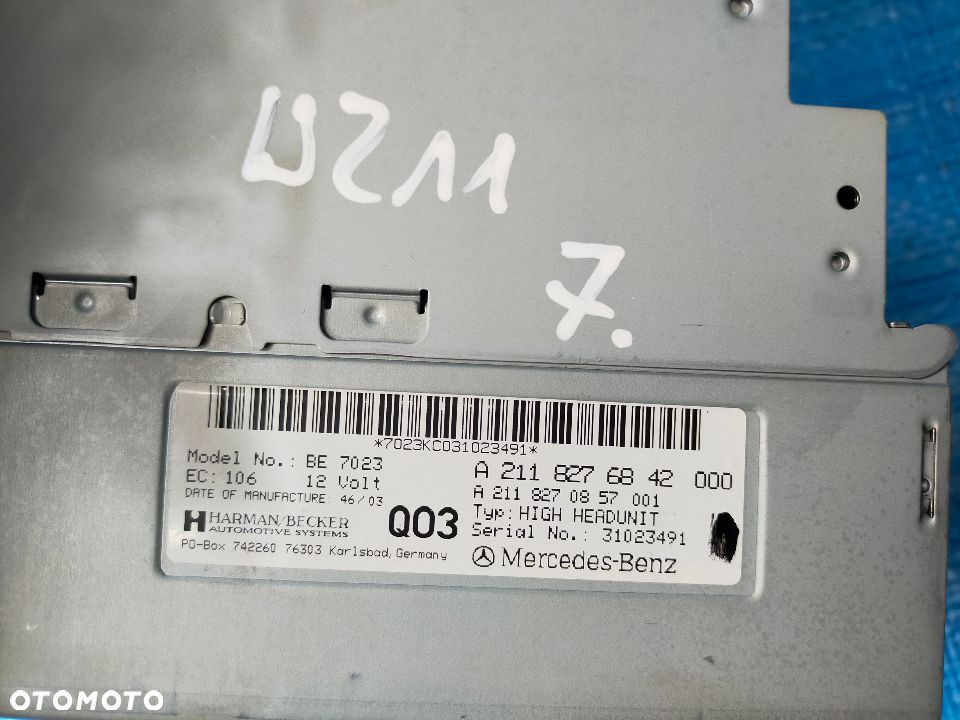 W211
7.
*7023KC031023491*
Model No.: BE 7023
EC: 106 12 Volt
DATE OF MANUFACTURE: 46/03
HARMAN/BECKER
AUTOMOTIVE SYSTEMS
Q03
PO-Box 742260 76303 Karlsbad, Germany
A 211 827 68 42 000
A 211 827 08 57 001
Typ: HIGH HEADUNIT
Serial No.: 31023491
Mercedes-Benz
OTOMOTO